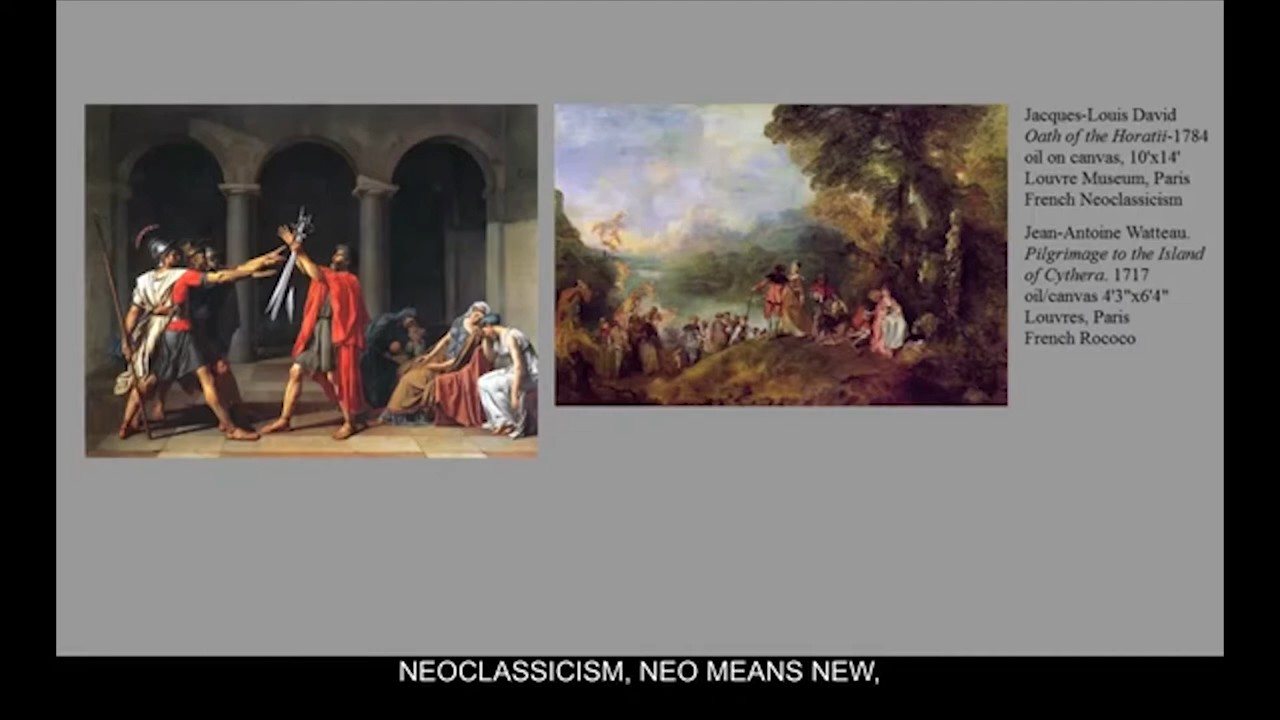 Jacques-Louis David
Oath of the Horatii-1784
oil on canvas, 10'x14'
Louvre Museum, Paris
French Neoclassicism
Jean-Antoine Watteau.
Pilgrimage to the Island
of Cythera. 1717
oil/canvas 4'3"x6'4"
Louvres, Paris
French Rococo
NEOCLASSICISM, NEO MEANS NEW,